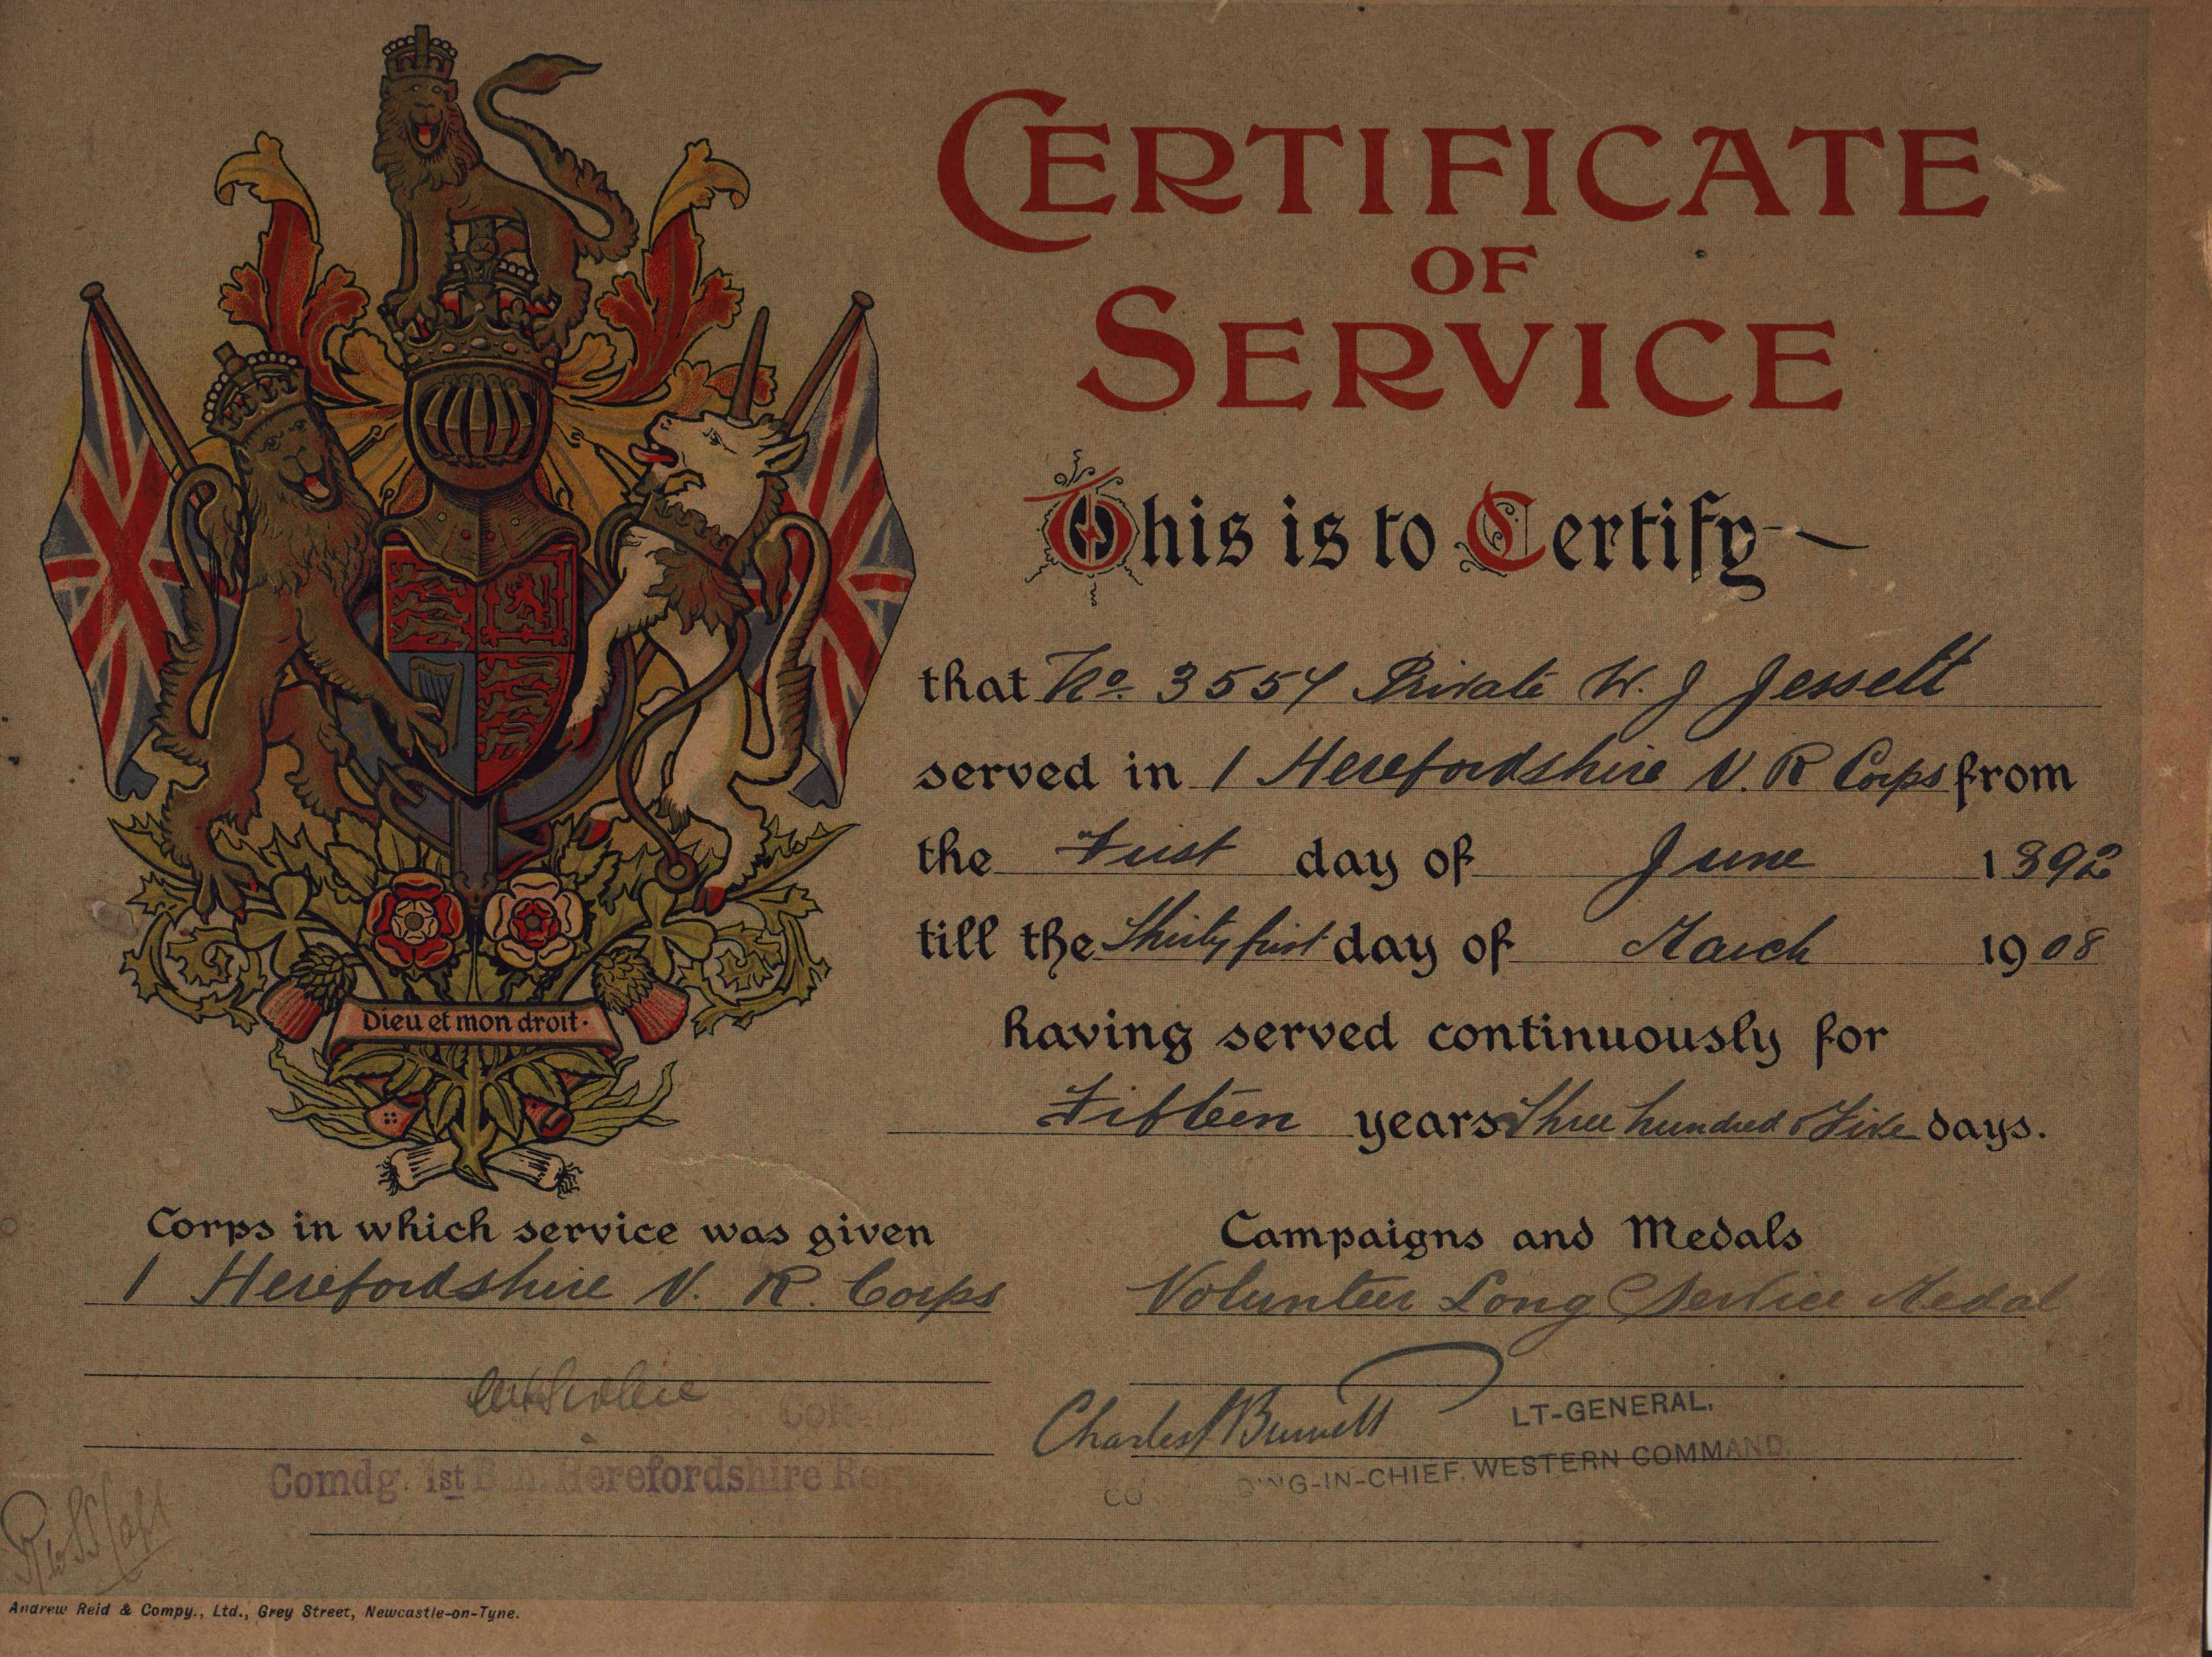 CERTIFICATE
OF
SERVICE
This is to Certify
that No. 3557 Private W. J Jessett
served in 1 Herefordshire V. R Corps from
the First day of June 1892
till the Thirty first day of March 1908
having served continuously for
Fifteen years Three hundred & Five days.
Dieu et mon droit.
Corps in which service was given
1 Herefordshire V. R. Corps
Campaigns and Medals
Volunteer Long Service Medal
Charles Burnett
LT-GENERAL,
-IN-CHIEF, WESTERN COMMAND.
Comdg. 1st Herefordshire
Andrew Reid & Compy., Ltd., Grey Street, Newcastle-on-Tyne.